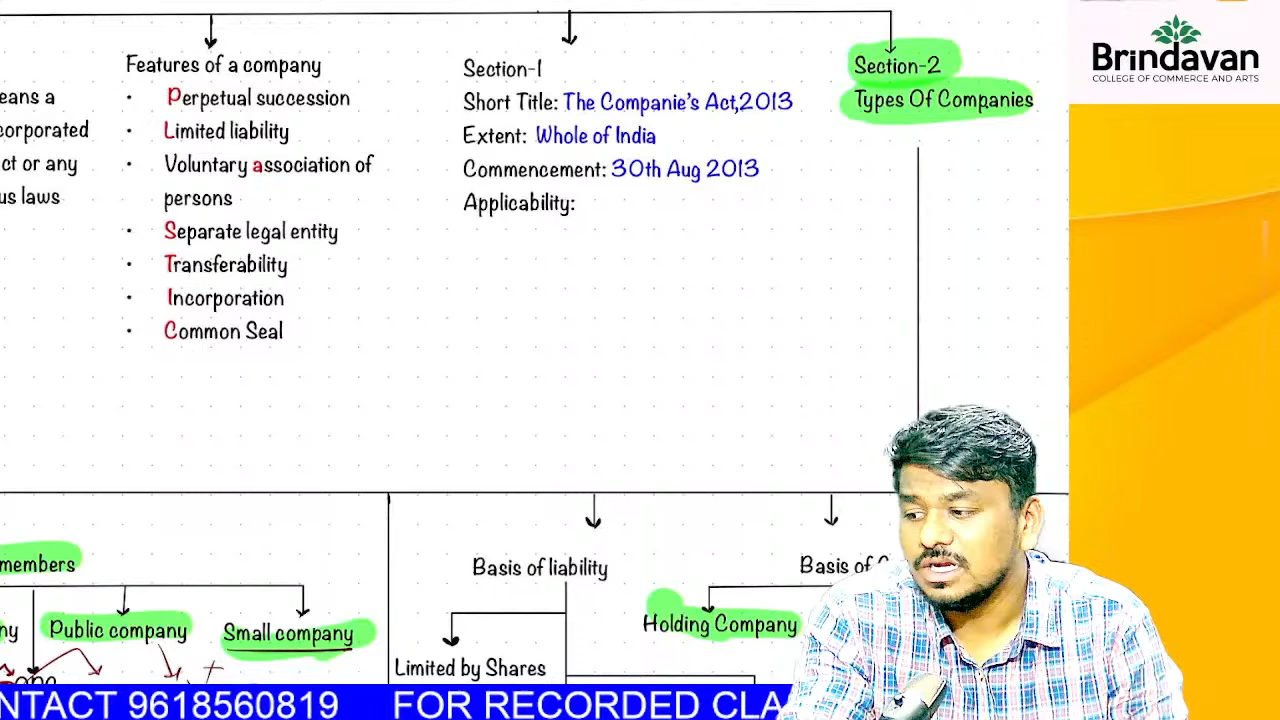 Brindavan
COLLEGE OF COMMERCE AND ARTS
eans a
corporated
ct or any
us laws
Features of a company
• Perpetual succession
• Limited liability
• Voluntary association of
persons
• Separate legal entity
• Transferability
• Incorporation
• Common Seal
Section-1
Short Title: The Companie's Act,2013
Extent: Whole of India
Commencement: 30th Aug 2013
Applicability:
Section-2
Types Of Companies
members
ny
Public company
Small company
Basis of liability
Limited by Shares
Basis of
Holding Company
NTACT 9618560819 FOR RECORDED CLA